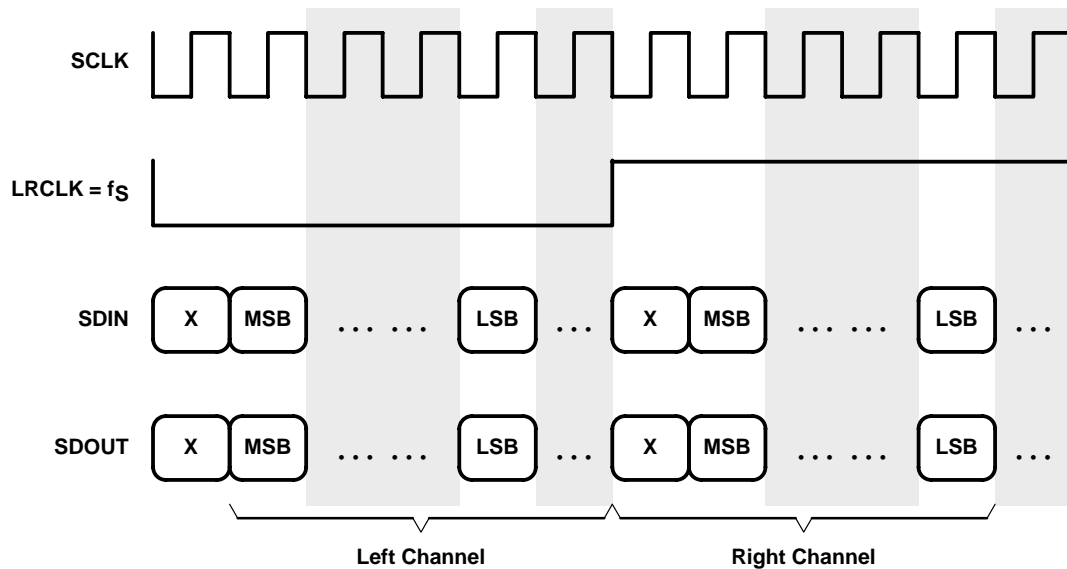 SCLK
LRCLK = fS
SDIN X MSB ... ... LSB ... X MSB ... ... LSB ...
SDOUT X MSB ... ... LSB ... X MSB ... ... LSB ...
Left Channel Right Channel